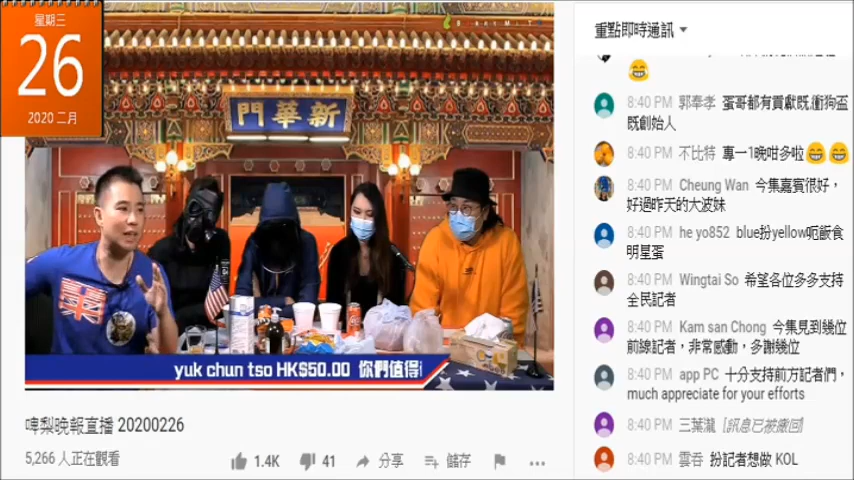 星期三
26
2020 二月
新華門
yuk chun tso HK$50.00 你們值得
啤梨晚報直播 20200226
5,266 人正在觀看
1.4K
41
分享
儲存
重點即時通訊
8:40 PM 郭奉孝 蛋哥都有貢獻既,衝狗盃
既創始人
8:40 PM 不比特 專一1晚咁多啦😁😁
8:40 PM Cheung Wan 今集嘉賓很好，
好過昨天的大波妹
8:40 PM he yo852 blue扮yellow呃飯食
明星蛋
8:40 PM Wingtai So 希望各位多多支持
全民記者
8:40 PM Kam san Chong 今集見到幾位
前線記者，非常感動，多謝幾位
8:40 PM app PC 十分支持前方記者們，
much appreciate for your efforts
8:40 PM 三葉瀧 [訊息已被撤回]
8:40 PM 雲吞 扮記者想做 KOL